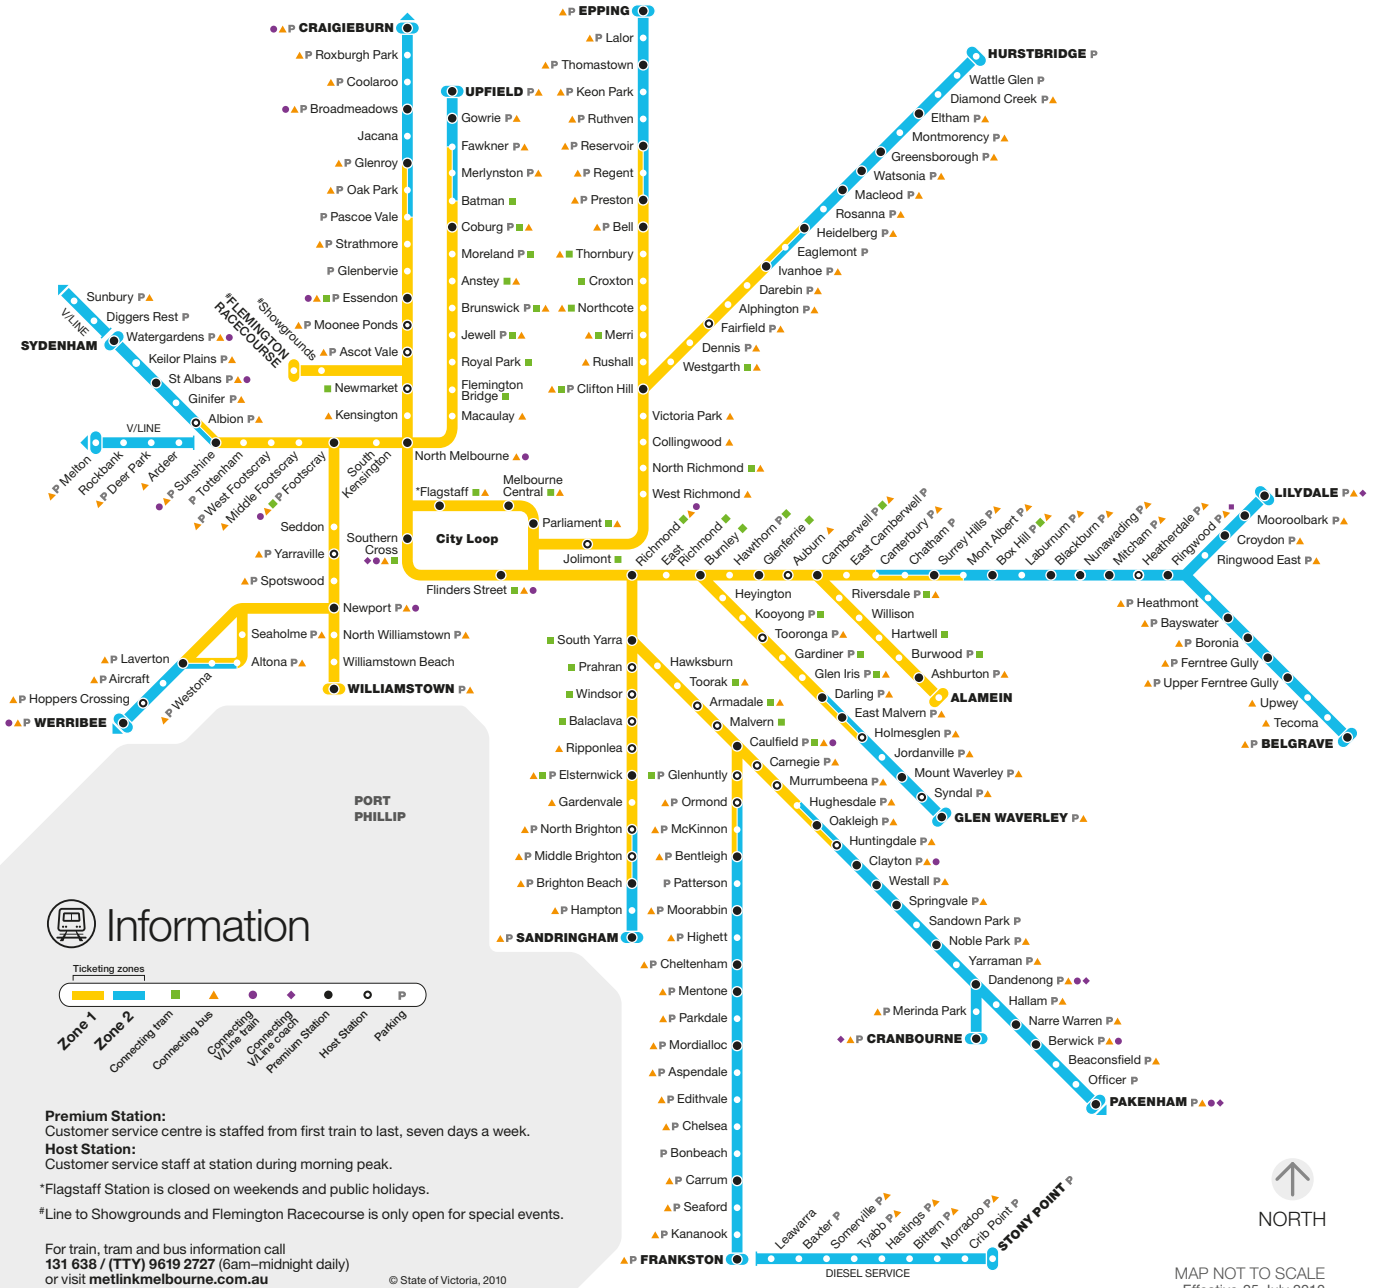 CRAIGIEBURN P
P Roxburgh Park
P Coolaroo
P Broadmeadows
Jacana
P Glenroy
P Oak Park
P Pascoe Vale
P Strathmore
P Glenbervie
P Essendon
P Moonee Ponds
P Ascot Vale
Newmarket
Kensington
#Showgrounds
#FLEMINGTON
RACECOURSE
UPFIELD P
Gowrie P
Fawkner P
Merlynston P
Batman
Coburg P
Moreland P
Anstey
Brunswick P
Jewell P
Royal Park
Flemington
Bridge
Macaulay
North Melbourne
P EPPING
P Lalor
P Thomastown
P Keon Park
P Ruthven
P Reservoir
P Regent
P Preston
P Bell
Thornbury
Croxton
Northcote
Merri
Rushall
P Clifton Hill
Victoria Park
Collingwood
North Richmond
West Richmond
HURSTBRIDGE P
Wattle Glen P
Diamond Creek P
Eltham P
Montmorency P
Greensborough P
Watsonia P
Macleod P
Rosanna P
Heidelberg P
Eaglemont P
Ivanhoe P
Darebin P
Alphington P
Fairfield P
Dennis P
Westgarth
Sunbury P
Diggers Rest P
V/LINE
SYDENHAM
Watergardens P
Keilor Plains P
St Albans P
Ginifer P
Albion P
V/LINE
P Melton
Rockbank
P Deer Park
Ardeer
P Sunshine
P Tottenham
P West Footscray
Middle Footscray
P Footscray
South
Kensington
Seddon
P Yarraville
P Spotswood
Newport P
North Williamstown P
Williamstown Beach
WILLIAMSTOWN P
Seaholme P
Altona P
P Westona
P Laverton
P Aircraft
P Hoppers Crossing
P WERRIBEE
*Flagstaff
Melbourne
Central
Parliament
City Loop
Southern
Cross
Flinders Street
Jolimont
Richmond
East
Richmond
Burnley
Hawthorn P
Glenferrie
Auburn
Camberwell P
East Camberwell P
Canterbury P
Chatham P
Surrey Hills P
Mont Albert P
Box Hill P
Laburnum P
Blackburn P
Nunawading P
Mitcham P
Heatherdale P
Ringwood P
LILYDALE P
Mooroolbark P
Croydon P
Ringwood East P
P Heathmont
P Bayswater
P Boronia
P Ferntree Gully
P Upper Ferntree Gully
Upwey
Tecoma
P BELGRAVE
Riversdale P
Willison
Hartwell
Burwood P
Ashburton P
ALAMEIN
Heyington
Kooyong P
Tooronga P
Gardiner P
Glen Iris P
Darling P
East Malvern P
Holmesglen P
Jordanville P
Mount Waverley P
Syndal P
GLEN WAVERLEY P
South Yarra
Prahran
Windsor
Balaclava
Ripponlea
P Elsternwick
Gardenvale
P North Brighton
P Middle Brighton
P Brighton Beach
P Hampton
P SANDRINGHAM
Hawksburn
Toorak
Armadale
Malvern
Caulfield P
Carnegie P
Murrumbeena P
Hughesdale P
Oakleigh P
Huntingdale P
Clayton P
Westall P
Springvale P
Sandown Park P
Noble Park P
Yarraman P
Dandenong P
Hallam P
Narre Warren P
Berwick P
Beaconsfield P
Officer P
PAKENHAM P
P Merinda Park
P CRANBOURNE
P Glenhuntly
P Ormond
P McKinnon
P Bentleigh
P Patterson
P Moorabbin
P Highett
P Cheltenham
P Mentone
P Parkdale
P Mordialloc
P Aspendale
P Edithvale
P Chelsea
P Bonbeach
P Carrum
P Seaford
P Kananook
P FRANKSTON
Leawarra
Baxter P
Somerville P
Tyabb P
Hastings P
Bittern P
Morradoo P
Crib Point P
STONY POINT P
DIESEL SERVICE
PORT
PHILLIP
Information
Ticketing zones
P
Zone 1
Zone 2
Connecting tram
Connecting bus
Connecting
V/Line train
Connecting
V/Line coach
Premium Station
Host Station
Parking
Premium Station:
Customer service centre is staffed from first train to last, seven days a week.
Host Station:
Customer service staff at station during morning peak.
*Flagstaff Station is closed on weekends and public holidays.
#Line to Showgrounds and Flemington Racecourse is only open for special events.
For train, tram and bus information call
131 638 / (TTY) 9619 2727 (6am–midnight daily)
or visit metlinkmelbourne.com.au
© State of Victoria, 2010
NORTH
MAP NOT TO SCALE